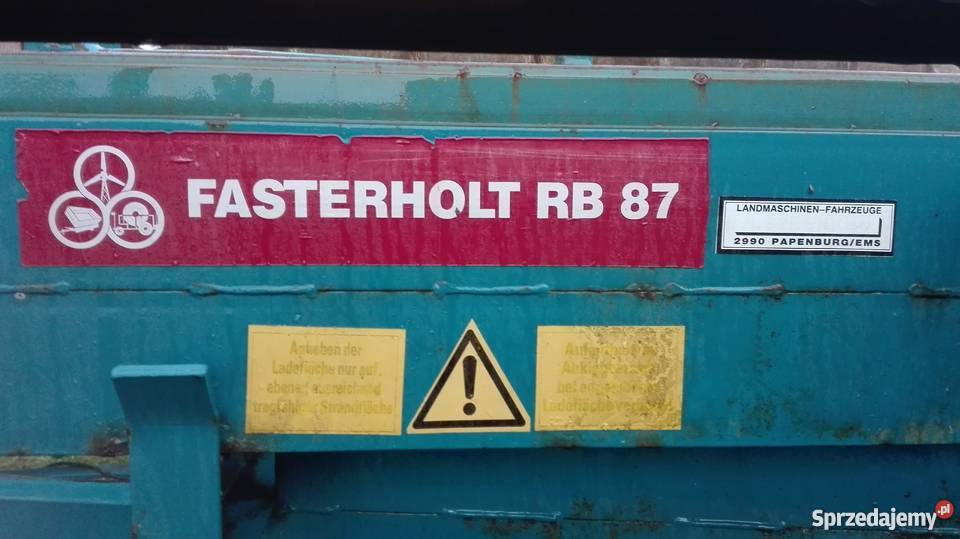 FASTERHOLT RB 87
LANDMASCHINEN-FAHRZEUGE
2990 PAPENBURG/EMS
Anheben der
Ladefläche nur auf
ebener ausreichend
tragfähiger Standfläche
!
Ladefläche
Sprzedajemy.pl